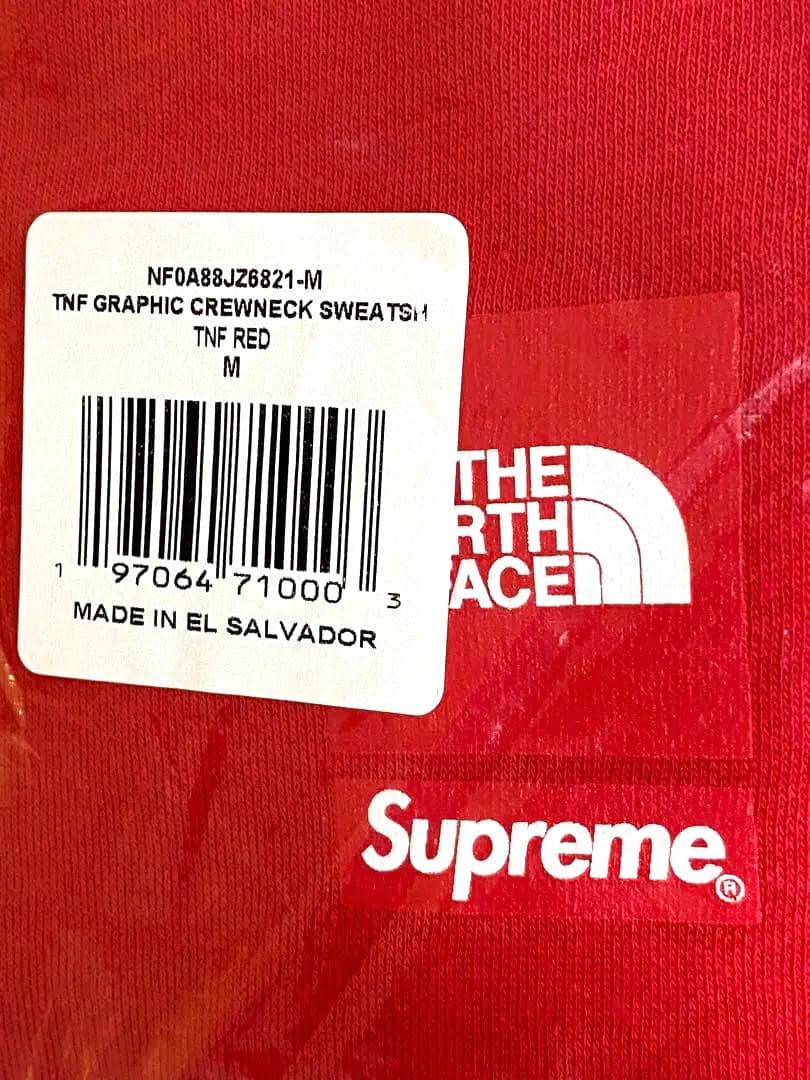 NF0A88JZ6821-M
TNF GRAPHIC CREWNECK SWEATSH
TNF RED
M
1 97064 71000 3
MADE IN EL SALVADOR
THE
RTH
ACE
Supreme®